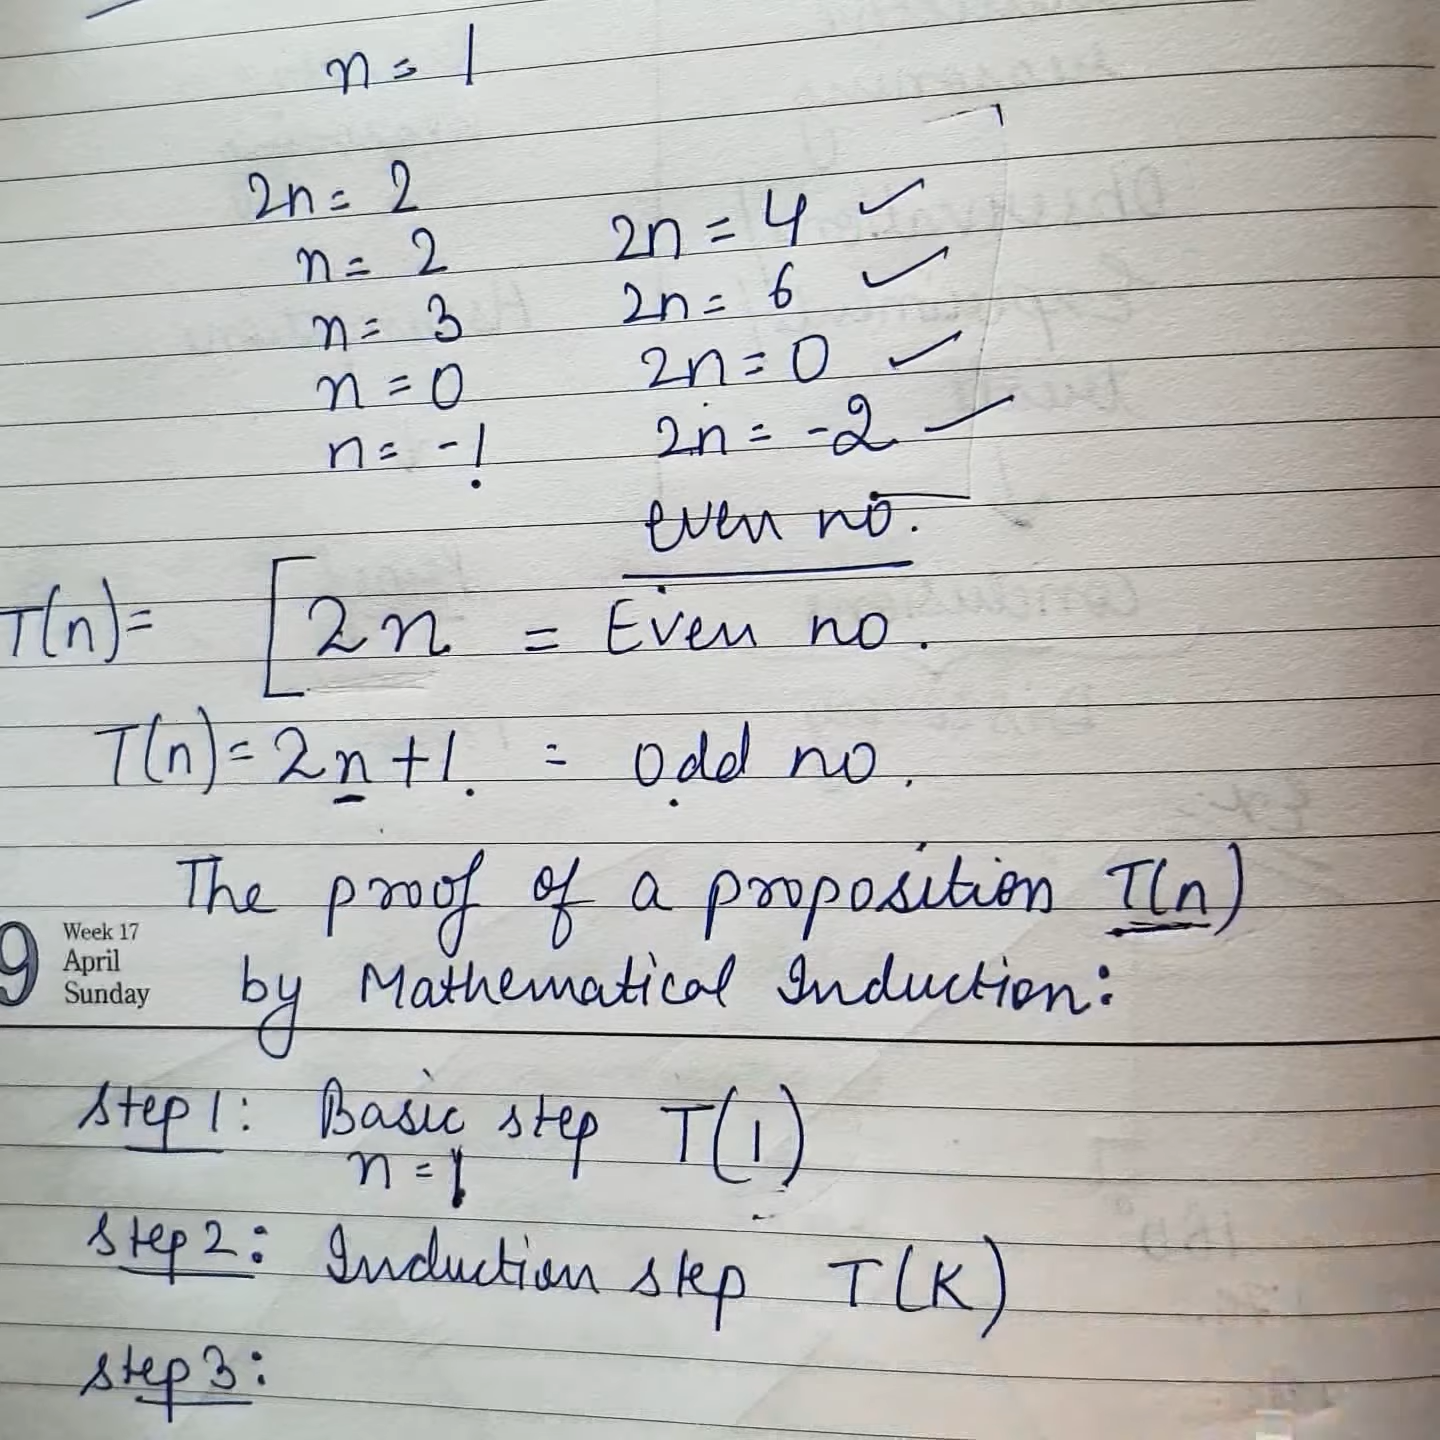 n = 1
2n = 2
n = 2 2n = 4 ✓
n = 3 2n = 6 ✓
n = 0 2n = 0 ✓
n = -1 2n = -2 ✓
even no.
T(n) = [2n = Even no.
T(n) = 2n + 1 = odd no.
The proof of a proposition T(n)
9 Week 17
April
Sunday
by Mathematical Induction:
Step 1: Basic step T(1)
n = 1
Step 2: Induction step T(K)
Step 3: